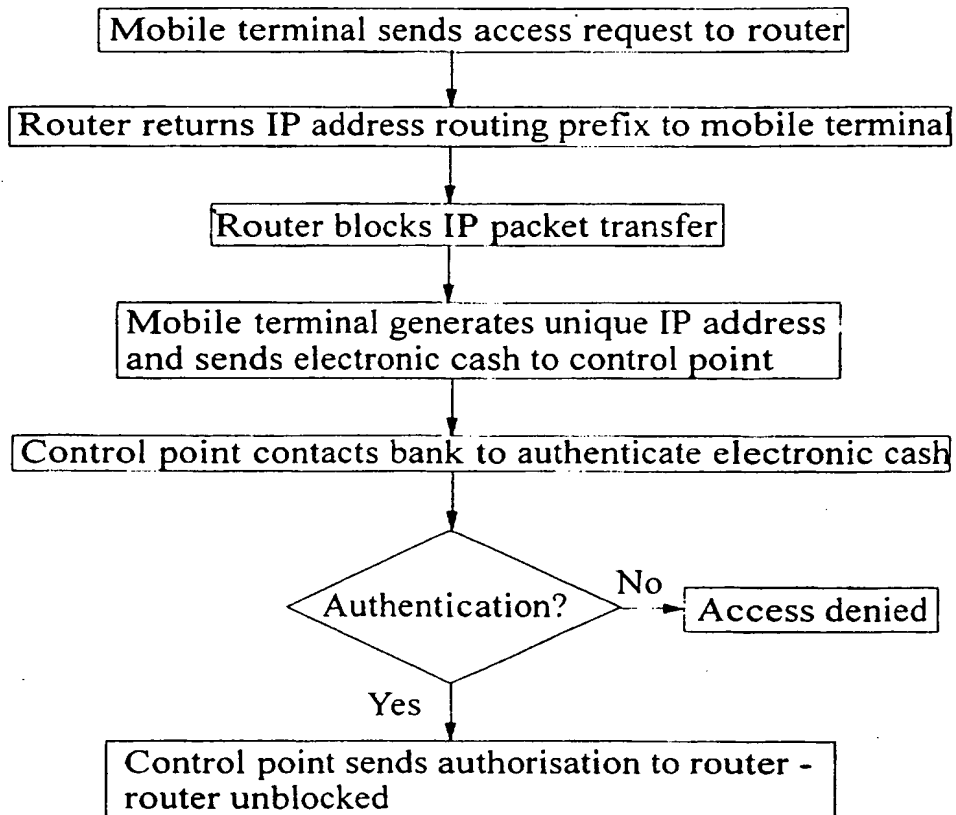 Mobile terminal sends access request to router
Router returns IP address routing prefix to mobile terminal
Router blocks IP packet transfer
Mobile terminal generates unique IP address
and sends electronic cash to control point
Control point contacts bank to authenticate electronic cash
Authentication?
No
Access denied
Yes
Control point sends authorisation to router -
router unblocked